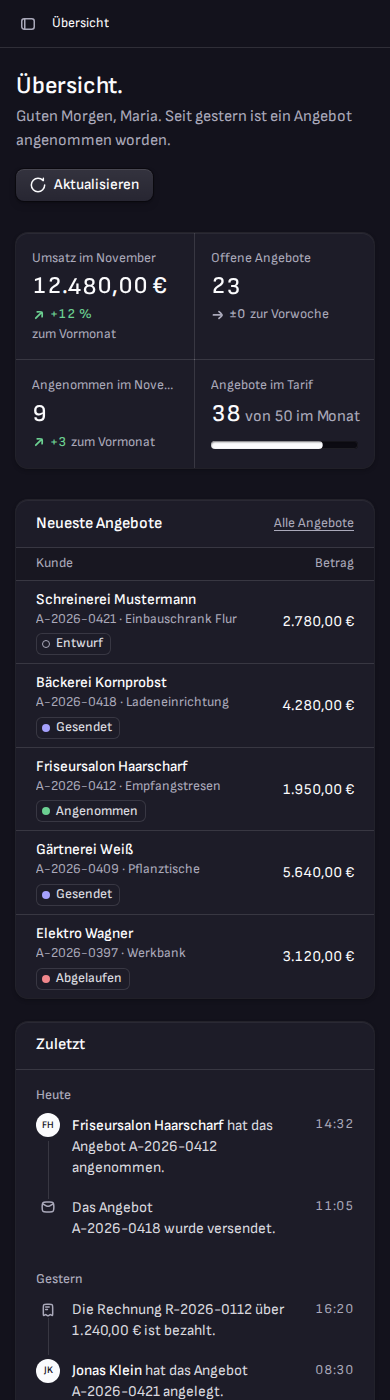 Übersicht
Übersicht.
Guten Morgen, Maria. Seit gestern ist ein Angebot
angenommen worden.
Aktualisieren
Umsatz im November
12.480,00 €
+12 %
zum Vormonat
Offene Angebote
23
±0 zur Vorwoche
Angenommen im Nove…
9
+3 zum Vormonat
Angebote im Tarif
38 von 50 im Monat
Neueste Angebote
Alle Angebote
Kunde
Betrag
Schreinerei Mustermann
A-2026-0421 · Einbauschrank Flur
Entwurf
2.780,00 €
Bäckerei Kornprobst
A-2026-0418 · Ladeneinrichtung
Gesendet
4.280,00 €
Friseursalon Haarscharf
A-2026-0412 · Empfangstresen
Angenommen
1.950,00 €
Gärtnerei Weiß
A-2026-0409 · Pflanztische
Gesendet
5.640,00 €
Elektro Wagner
A-2026-0397 · Werkbank
Abgelaufen
3.120,00 €
Zuletzt
Heute
FH
Friseursalon Haarscharf hat das
Angebot A-2026-0412
angenommen.
14:32
Das Angebot
A-2026-0418 wurde versendet.
11:05
Gestern
Die Rechnung R-2026-0112 über
1.240,00 € ist bezahlt.
16:20
JK
Jonas Klein hat das Angebot
A-2026-0421 angelegt.
08:30